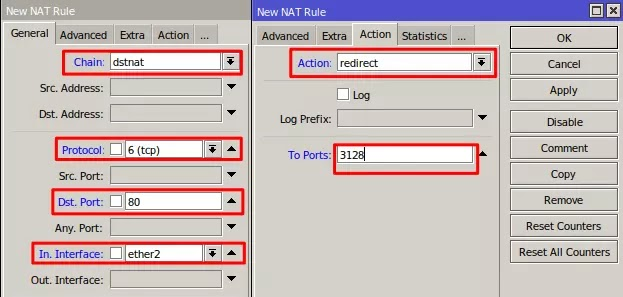 New NAT Rule
General Advanced Extra Action ...
Chain: dstnat
Src. Address:
Dst. Address:
Protocol: 6 (tcp)
Src. Port:
Dst. Port: 80
Any. Port:
In. Interface: ether2
Out. Interface:
New NAT Rule
Advanced Extra Action Statistics ...
Action: redirect
Log
Log Prefix:
To Ports: 3128
OK
Cancel
Apply
Disable
Comment
Copy
Remove
Reset Counters
Reset All Counters